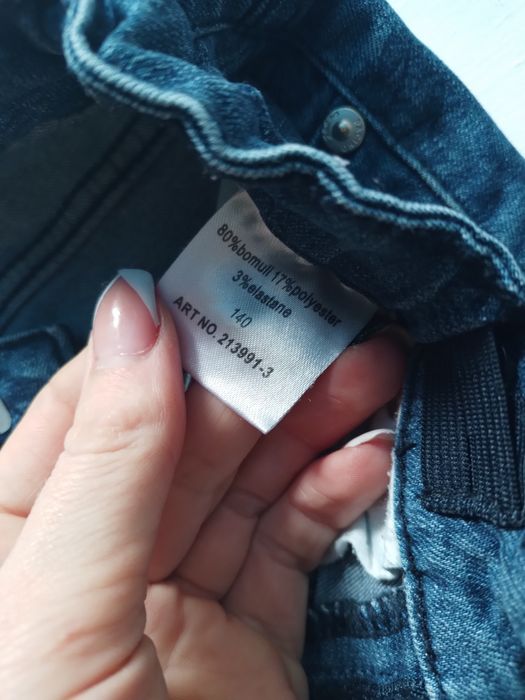 80%bomull 17%polyester
3%elastane
140
ART NO. 213991-3